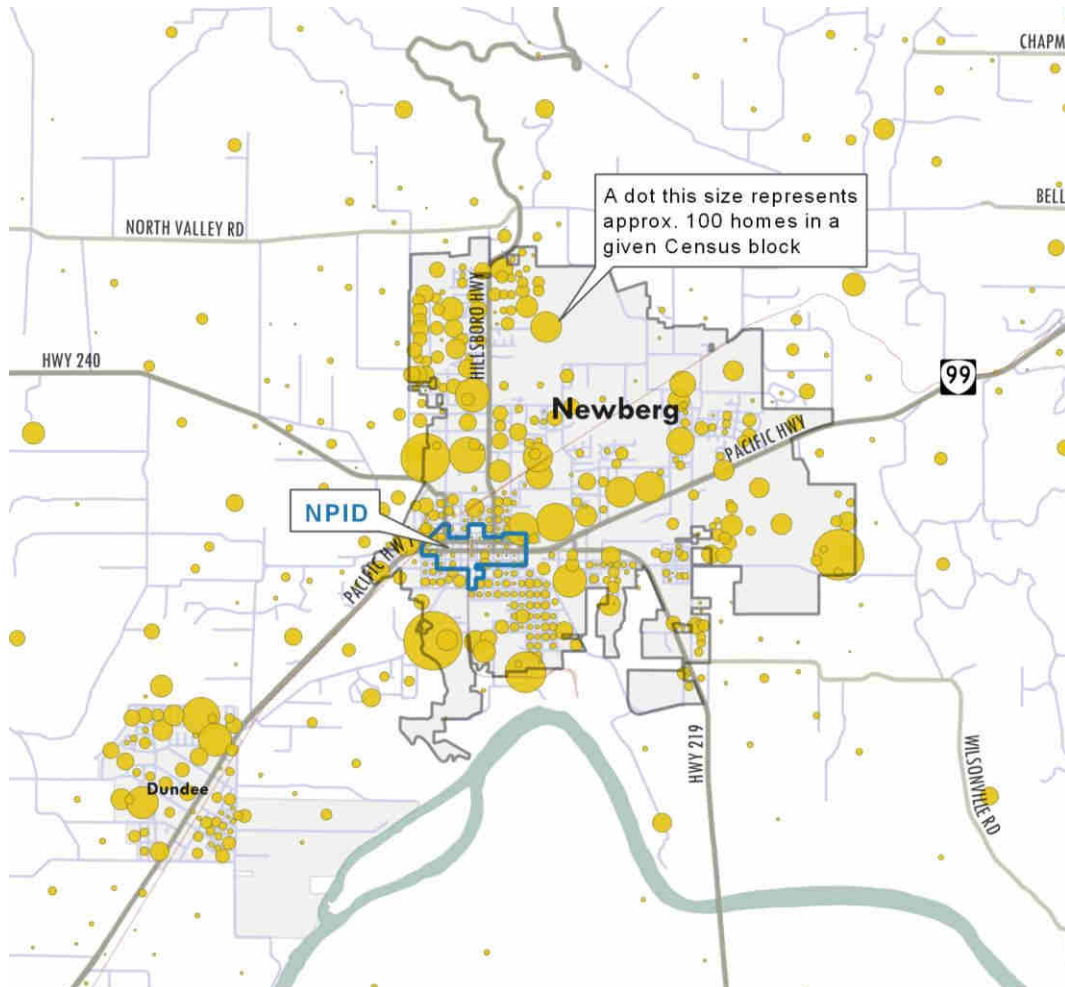 CHAPM
A dot this size represents
approx. 100 homes in a
given Census block
BELL
NORTH VALLEY RD
HILLSBORO HWY
HWY 240
99
Newberg
PACIFIC HWY
NPID
PACIFIC HW
HWY 219
WILSONVILLE RD
Dundee